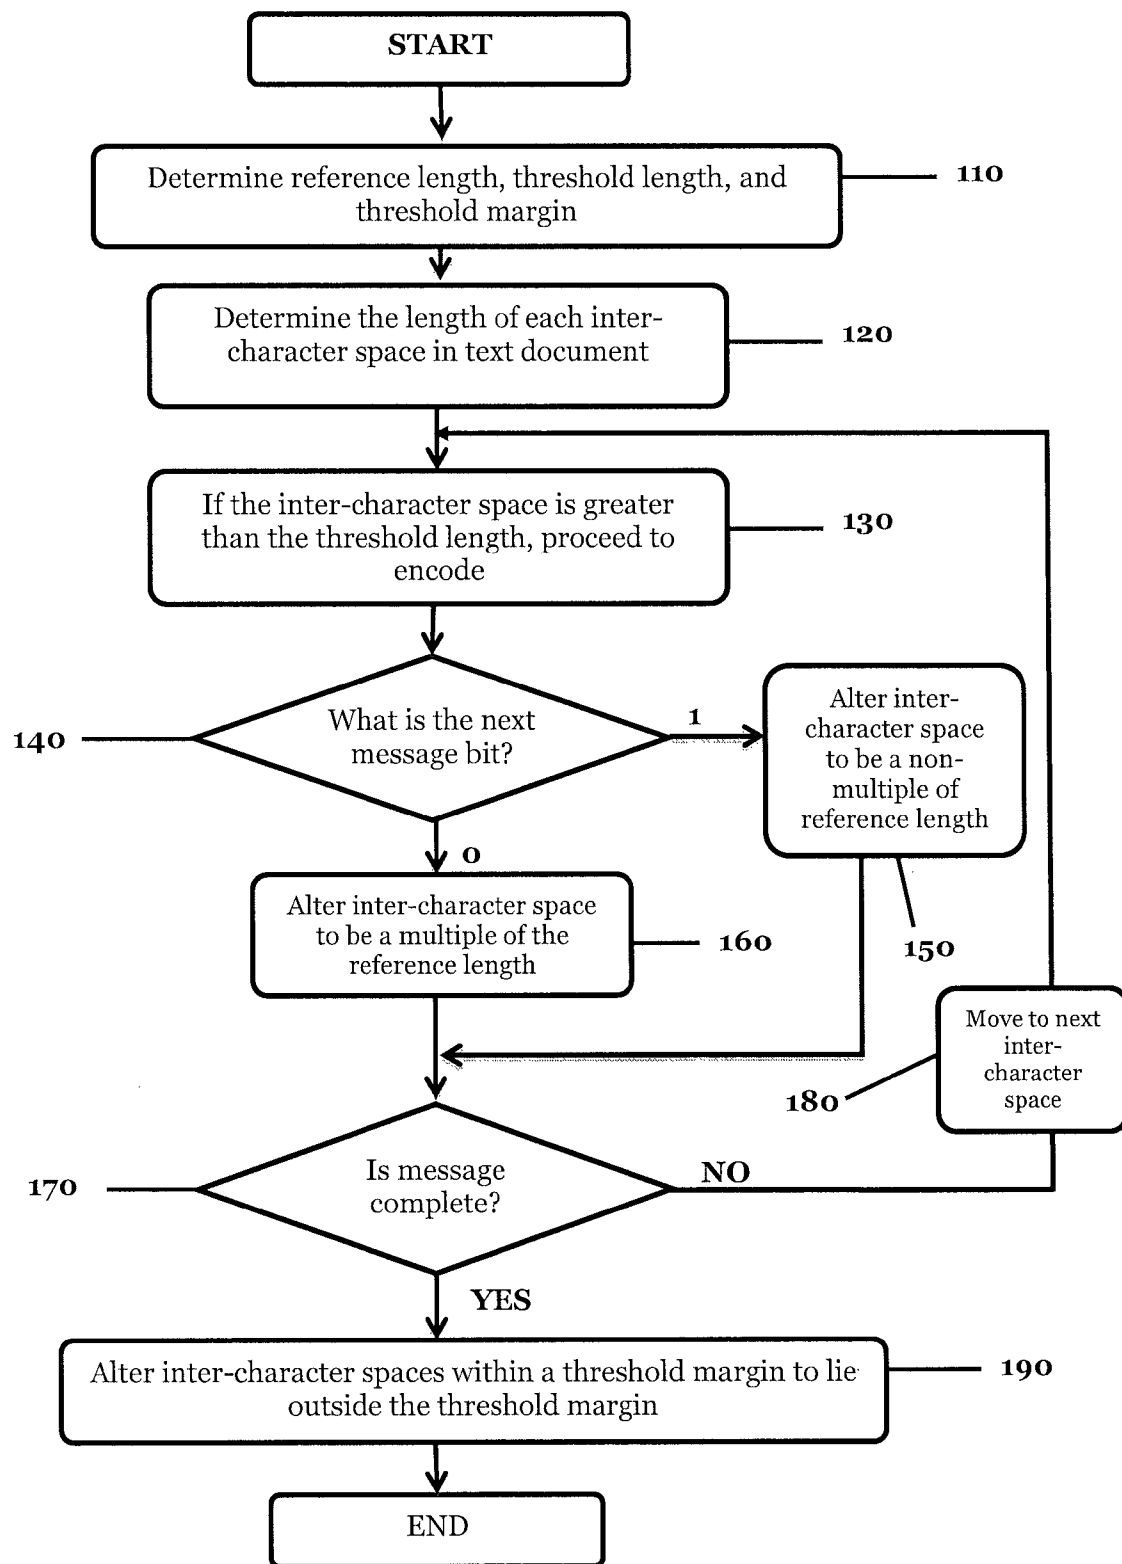 START
Determine reference length, threshold length, and
threshold margin
110
Determine the length of each inter-
character space in text document
120
If the inter-character space is greater
than the threshold length, proceed to
encode
130
What is the next
message bit?
140
1
Alter inter-
character space
to be a non-
multiple of
reference length
150
0
Alter inter-character space
to be a multiple of the
reference length
160
Move to next
inter-
character
space
180
Is message
complete?
170
NO
YES
Alter inter-character spaces within a threshold margin to lie
outside the threshold margin
190
END